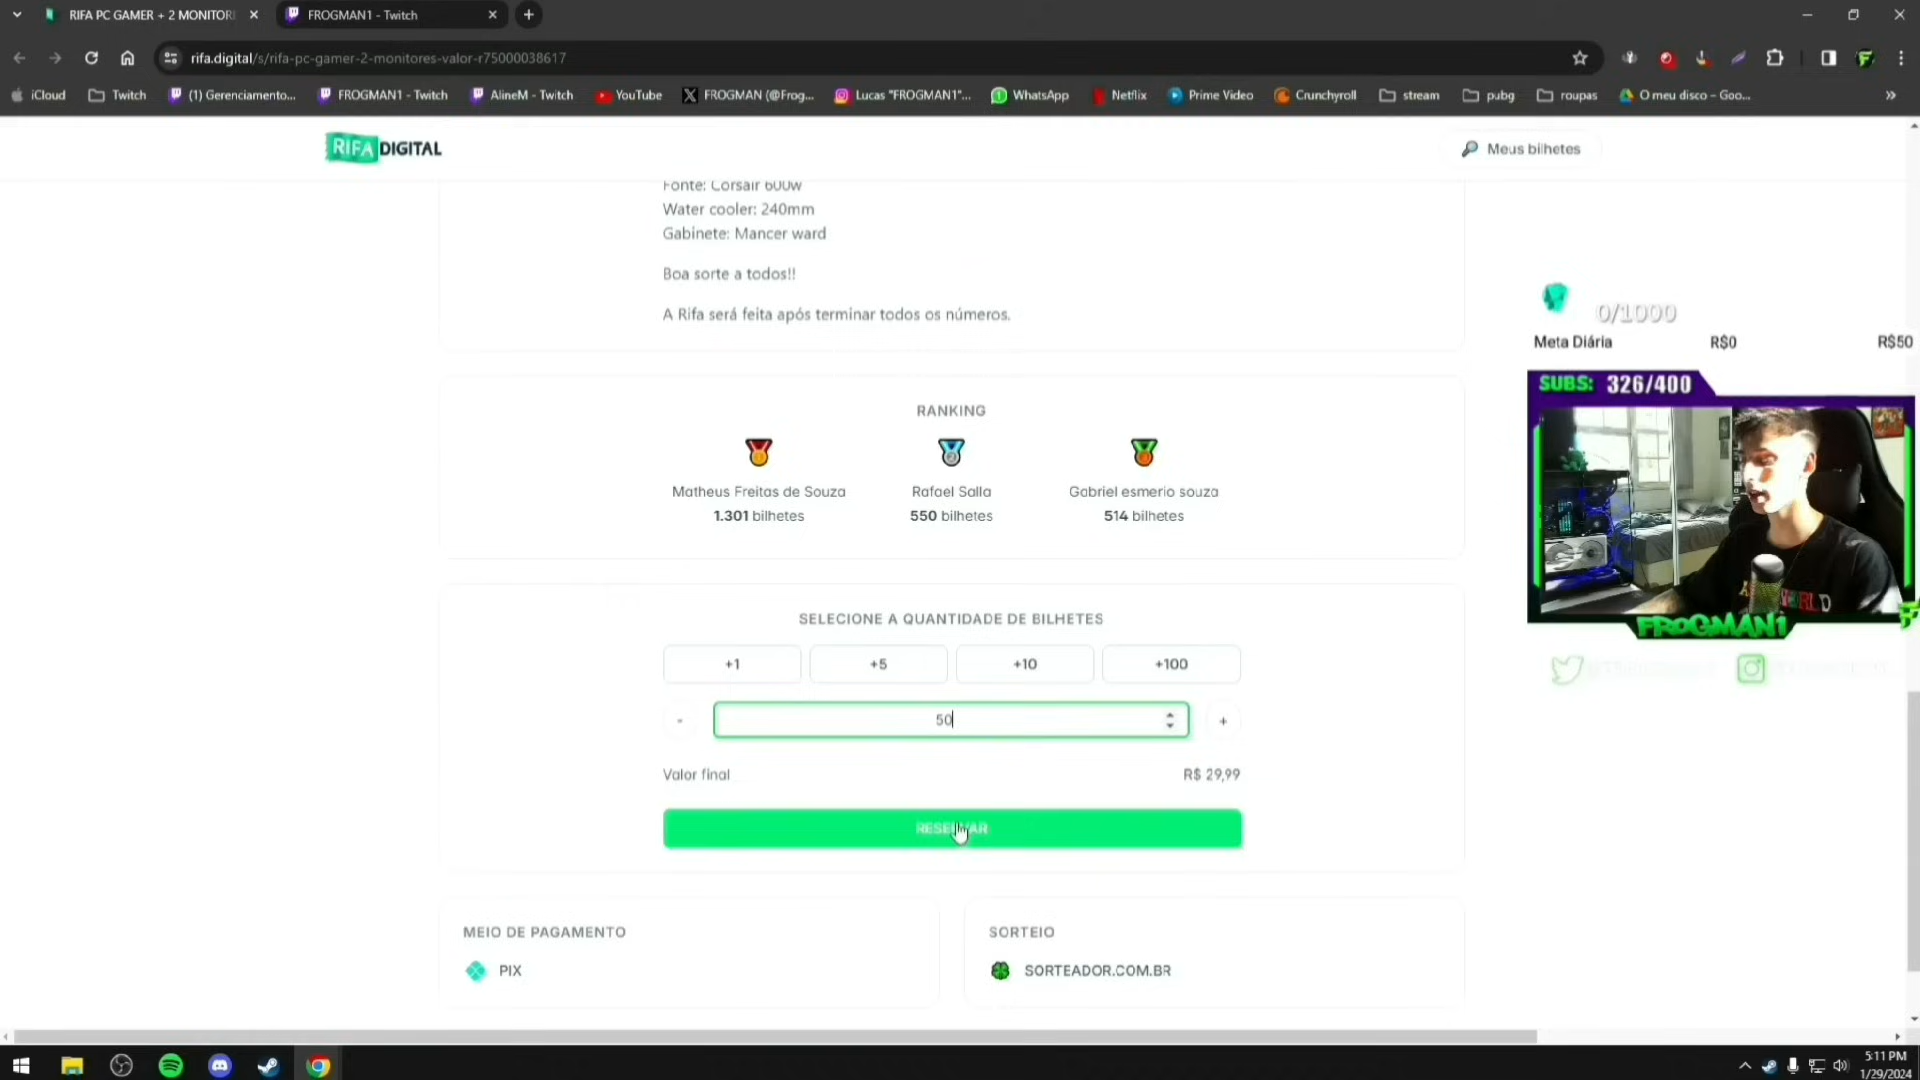 RIFA PC GAMER + 2 MONITOR
FROGMAN1 - Twitch
rifa.digital/s/rifa-pc-gamer-2-monitores-valor-r75000038617
iCloud
Twitch
(1) Gerenciamento...
FROGMAN1 - Twitch
AlineM - Twitch
YouTube
FROGMAN (@Frog...
Lucas "FROGMAN1"...
WhatsApp
Netflix
Prime Video
Crunchyroll
stream
pubg
roupas
O meu disco – Goo...
RIFA DIGITAL
Meus bilhetes
Fonte: Corsair 600w
Water cooler: 240mm
Gabinete: Mancer ward
Boa sorte a todos!!
A Rifa será feita após terminar todos os números.
0/1000
Meta Diária R$0 R$50
SUBS: 326/400
FROGMAN1
RANKING
Matheus Freitas de Souza
1.301 bilhetes
Rafael Salla
550 bilhetes
Gabriel esmerio souza
514 bilhetes
SELECIONE A QUANTIDADE DE BILHETES
+1
+5
+10
+100
-
50
+
Valor final
R$ 29,99
RESERVAR
MEIO DE PAGAMENTO
PIX
SORTEIO
SORTEADOR.COM.BR
5:11 PM
1/29/2024